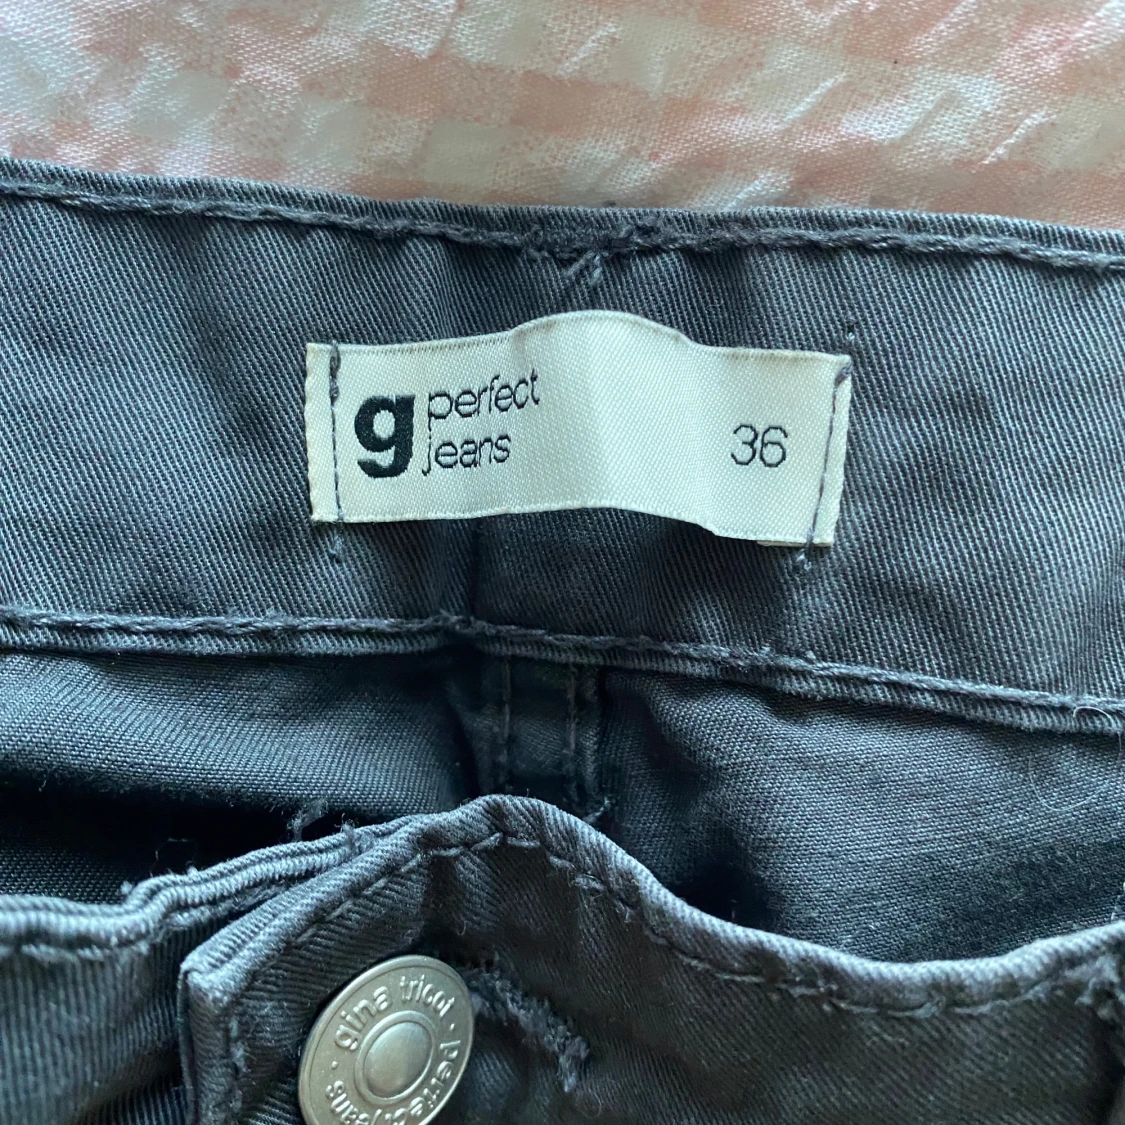 g perfect
jeans
36
gina tricot · perfect jeans ·